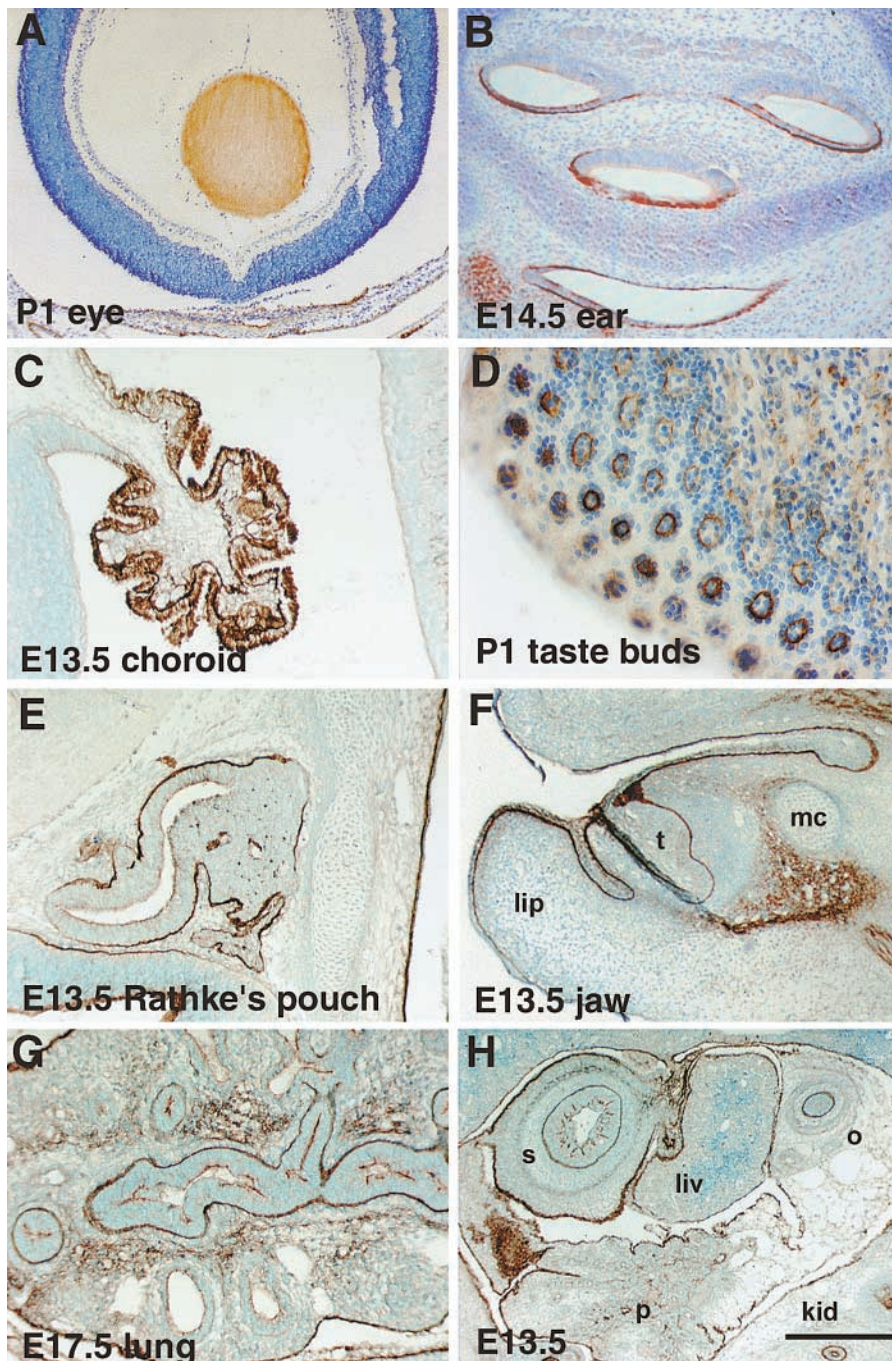 A
P1 eye
B
E14.5 ear
C
E13.5 choroid
D
P1 taste buds
E
E13.5 Rathke's pouch
F
t
mc
lip
E13.5 jaw
G
E17.5 lung
H
s
liv
o
p
kid
E13.5